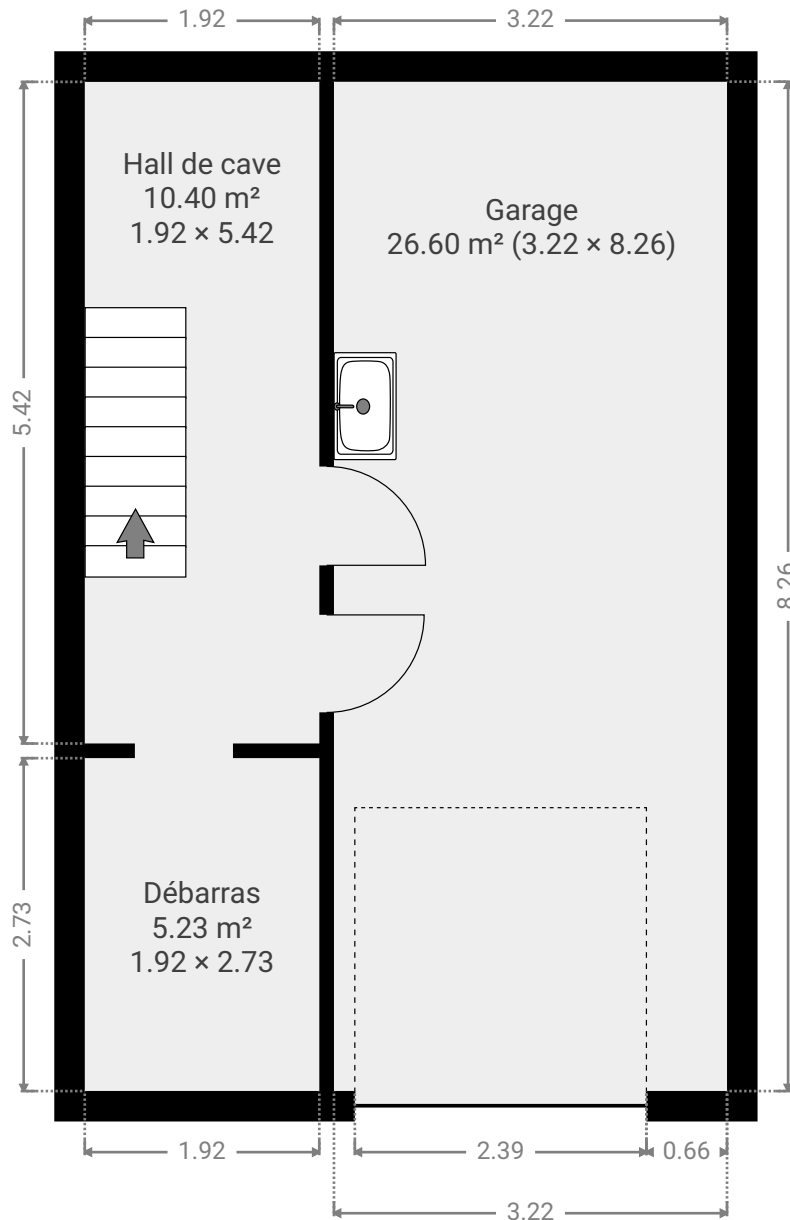 1.92
3.22
Hall de cave
10.40 m²
1.92 × 5.42
Garage
26.60 m² (3.22 × 8.26)
5.42
8.26
Débarras
5.23 m²
1.92 × 2.73
2.73
1.92
2.39
0.66
3.22